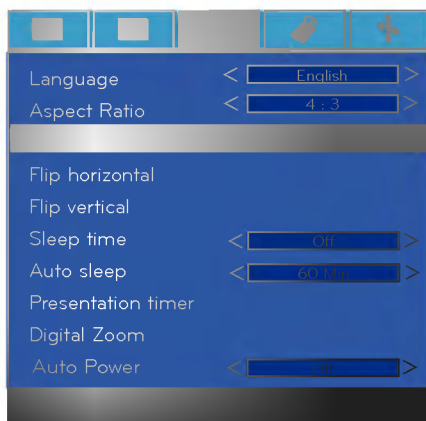 Language < English >
Aspect Ratio < 4 : 3 >
Flip horizontal
Flip vertical
Sleep time < Off >
Auto sleep < 60 Min >
Presentation timer
Digital Zoom
Auto Power < Off >